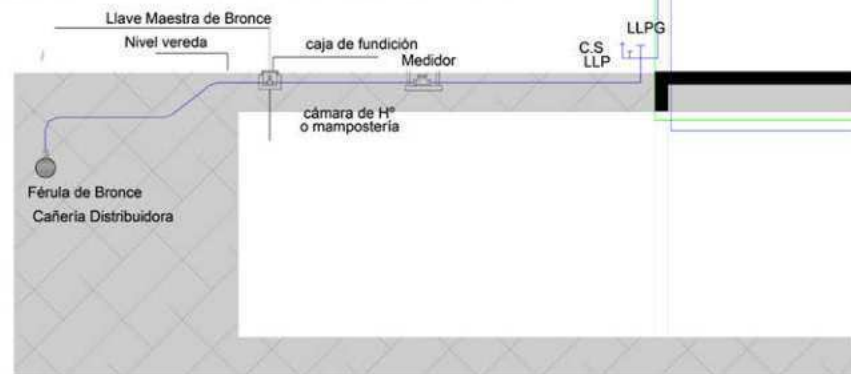 Llave Maestra de Bronce
LLPG
Nivel vereda
caja de fundición
C.S
LLP
Medidor
cámara de Hº
o mampostería
Férula de Bronce
Cañería Distribuidora